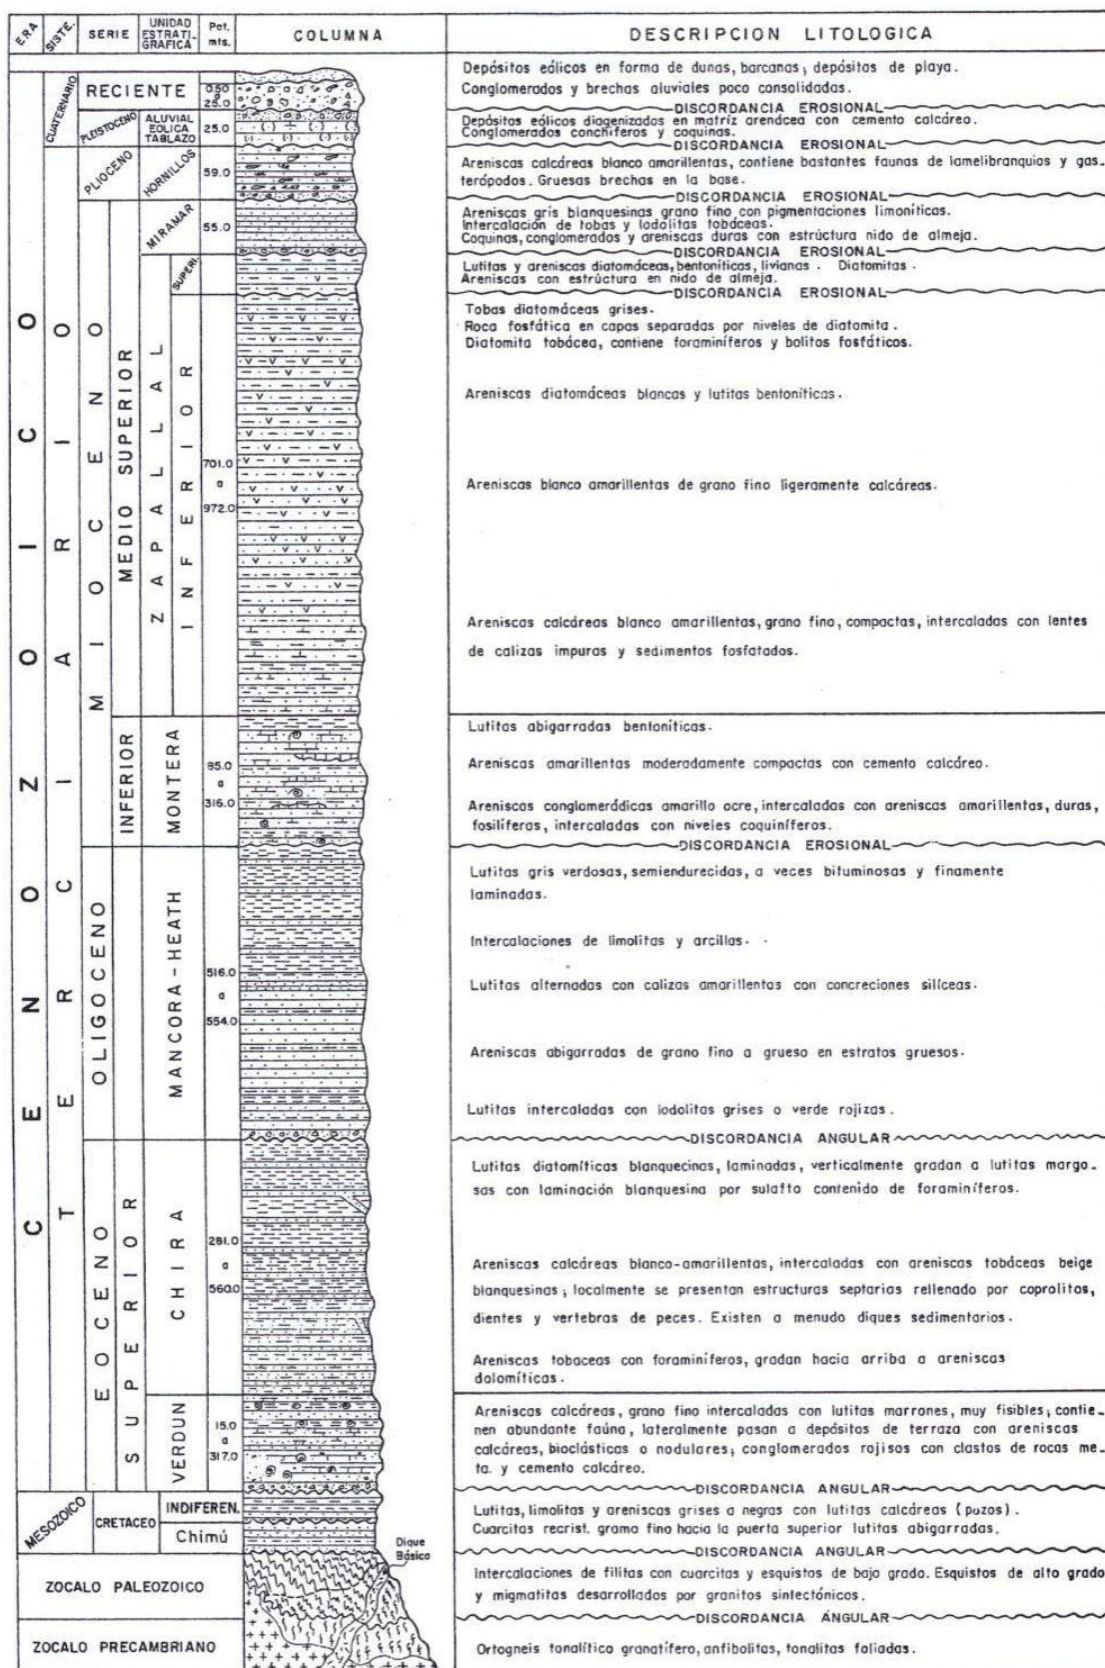 ERA SISTE. SERIE UNIDAD ESTRATI- GRAFICA Pot. mts. COLUMNA DESCRIPCION LITOLOGICA
CENOZOICO
CUATERNARIO
RECIENTE
0.50
a
25.0
Depósitos eólicos en forma de dunas, barcanas; depósitos de playa.
Conglomerados y brechas aluviales poco consolidadas.
DISCORDANCIA EROSIONAL
PLEISTOCENO
ALUVIAL
EOLICA
TABLAZO
25.0
Depósitos eólicos diagenizados en matríz arenácea con cemento calcáreo.
Conglomerados conchíferos y coquinas.
DISCORDANCIA EROSIONAL
TERCIARIO
PLIOCENO
HORNILLOS
59.0
Areniscas calcáreas blanco amarillentas, contiene bastantes faunas de lamelibranquios y gas-
terópodos. Gruesas brechas en la base.
DISCORDANCIA EROSIONAL
MIOCENO
MEDIO SUPERIOR
MIRAMAR
55.0
Areniscas gris blanquesinas grano fino con pigmentaciones limoníticas.
Intercalación de tobas y lodolitas tobáceas.
Coquinas, conglomerados y areniscas duras con estrúctura nido de almeja.
DISCORDANCIA EROSIONAL
ZAPALLAL
SUPERI.
Lutitas y areniscas diatomáceas, bentoníticas, livianas. Diatomitas.
Areniscas con estrúctura en nido de almeja.
DISCORDANCIA EROSIONAL
INFERIOR
701.0
a
972.0
Tobas diatomáceas grises.
Roca fosfática en capas separadas por niveles de diatomita.
Diatomita tobácea, contiene foraminíferos y bolitos fosfáticos.
Areniscas diatomáceas blancas y lutitas bentoníticas.
Areniscas blanco amarillentas de grano fino ligeramente calcáreas.
Areniscas calcáreas blanco amarillentas, grano fino, compactas, intercaladas con lentes
de calizas impuras y sedimentos fosfatados.
INFERIOR
MONTERA
a
316.0
Lutitas abigarradas bentoníticas.
Areniscas amarillentas moderadamente compactas con cemento calcáreo.
Areniscas conglomerádicas amarillo ocre, intercaladas con areniscas amarillentas, duras,
fosilíferas, intercaladas con niveles coquiníferos.
DISCORDANCIA EROSIONAL
OLIGOCENO
MANCORA-HEATH
516.0
a
554.0
Lutitas gris verdosas, semiendurecidas, a veces bituminosas y finamente
laminadas.
Intercalaciones de limolitas y arcillas.
Lutitas alternadas con calizas amarillentas con concreciones silíceas.
Areniscas abigarradas de grano fino a grueso en estratos gruesos.
Lutitas intercaladas con lodolitas grises o verde rojizas.
DISCORDANCIA ANGULAR
EOCENO
SUPERIOR
CHIRA
281.0
a
560.0
Lutitas diatomíticas blanquecinas, laminadas, verticalmente gradan a lutitas margo-
sas con laminación blanquesina por sulatto contenido de foraminíferos.
Areniscas calcáreas blanco-amarillentas, intercaladas con areniscas tobáceas beige
blanquesinas; localmente se presentan estructuras septarias rellenado por coprolitos,
dientes y vertebras de peces. Existen a menudo diques sedimentarios.
Areniscas tobaceas con foraminíferos, gradan hacia arriba a areniscas
dolomíticas.
VERDUN
15.0
a
317.0
Areniscas calcáreas, grano fino intercaladas con lutitas marrones, muy fisibles; contie-
nen abundante faúna, lateralmente pasan a depósitos de terraza con areniscas
calcáreas, bioclásticas o nodulares; conglomerados rojisos con clastos de rocas me-
ta. y cemento calcáreo.
DISCORDANCIA ANGULAR
MESOZOICO
CRETACEO
INDIFEREN.
Chimú
Lutitas, limolitas y areniscas grises a negras con lutitas calcáreas (pozos).
Cuarcitas recrist. gramo fino hacia la puerta superior lutitas abigarradas.
DISCORDANCIA ANGULAR
Dique
Básico
ZOCALO PALEOZOICO
Intercalaciones de filitas con cuarcitas y esquistos de bajo grado. Esquistos de alto grado
y migmatitas desarrollados por granitos sintectónicos.
DISCORDANCIA ANGULAR
ZOCALO PRECAMBRIANO
Ortogneis tonalítico granatífero, anfibolitas, tonalitas foliadas.